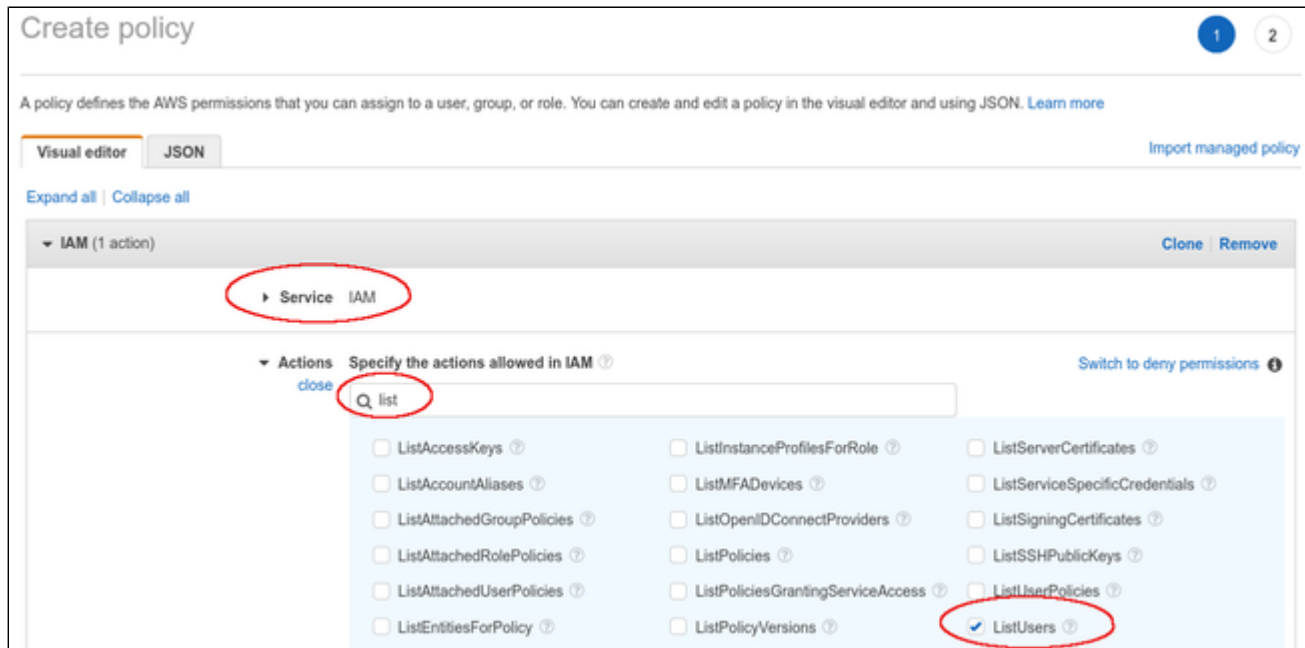 Create policy
1 2
A policy defines the AWS permissions that you can assign to a user, group, or role. You can create and edit a policy in the visual editor and using JSON. Learn more
Visual editor JSON Import managed policy
Expand all | Collapse all
IAM (1 action) Clone | Remove
Service IAM
Actions Specify the actions allowed in IAM ? Switch to deny permissions i
close list
ListAccessKeys ? ListInstanceProfilesForRole ? ListServerCertificates ?
ListAccountAliases ? ListMFADevices ? ListServiceSpecificCredentials ?
ListAttachedGroupPolicies ? ListOpenIDConnectProviders ? ListSigningCertificates ?
ListAttachedRolePolicies ? ListPolicies ? ListSSHPublicKeys ?
ListAttachedUserPolicies ? ListPoliciesGrantingServiceAccess ? ListUserPolicies ?
ListEntitiesForPolicy ? ListPolicyVersions ? ListUsers ?